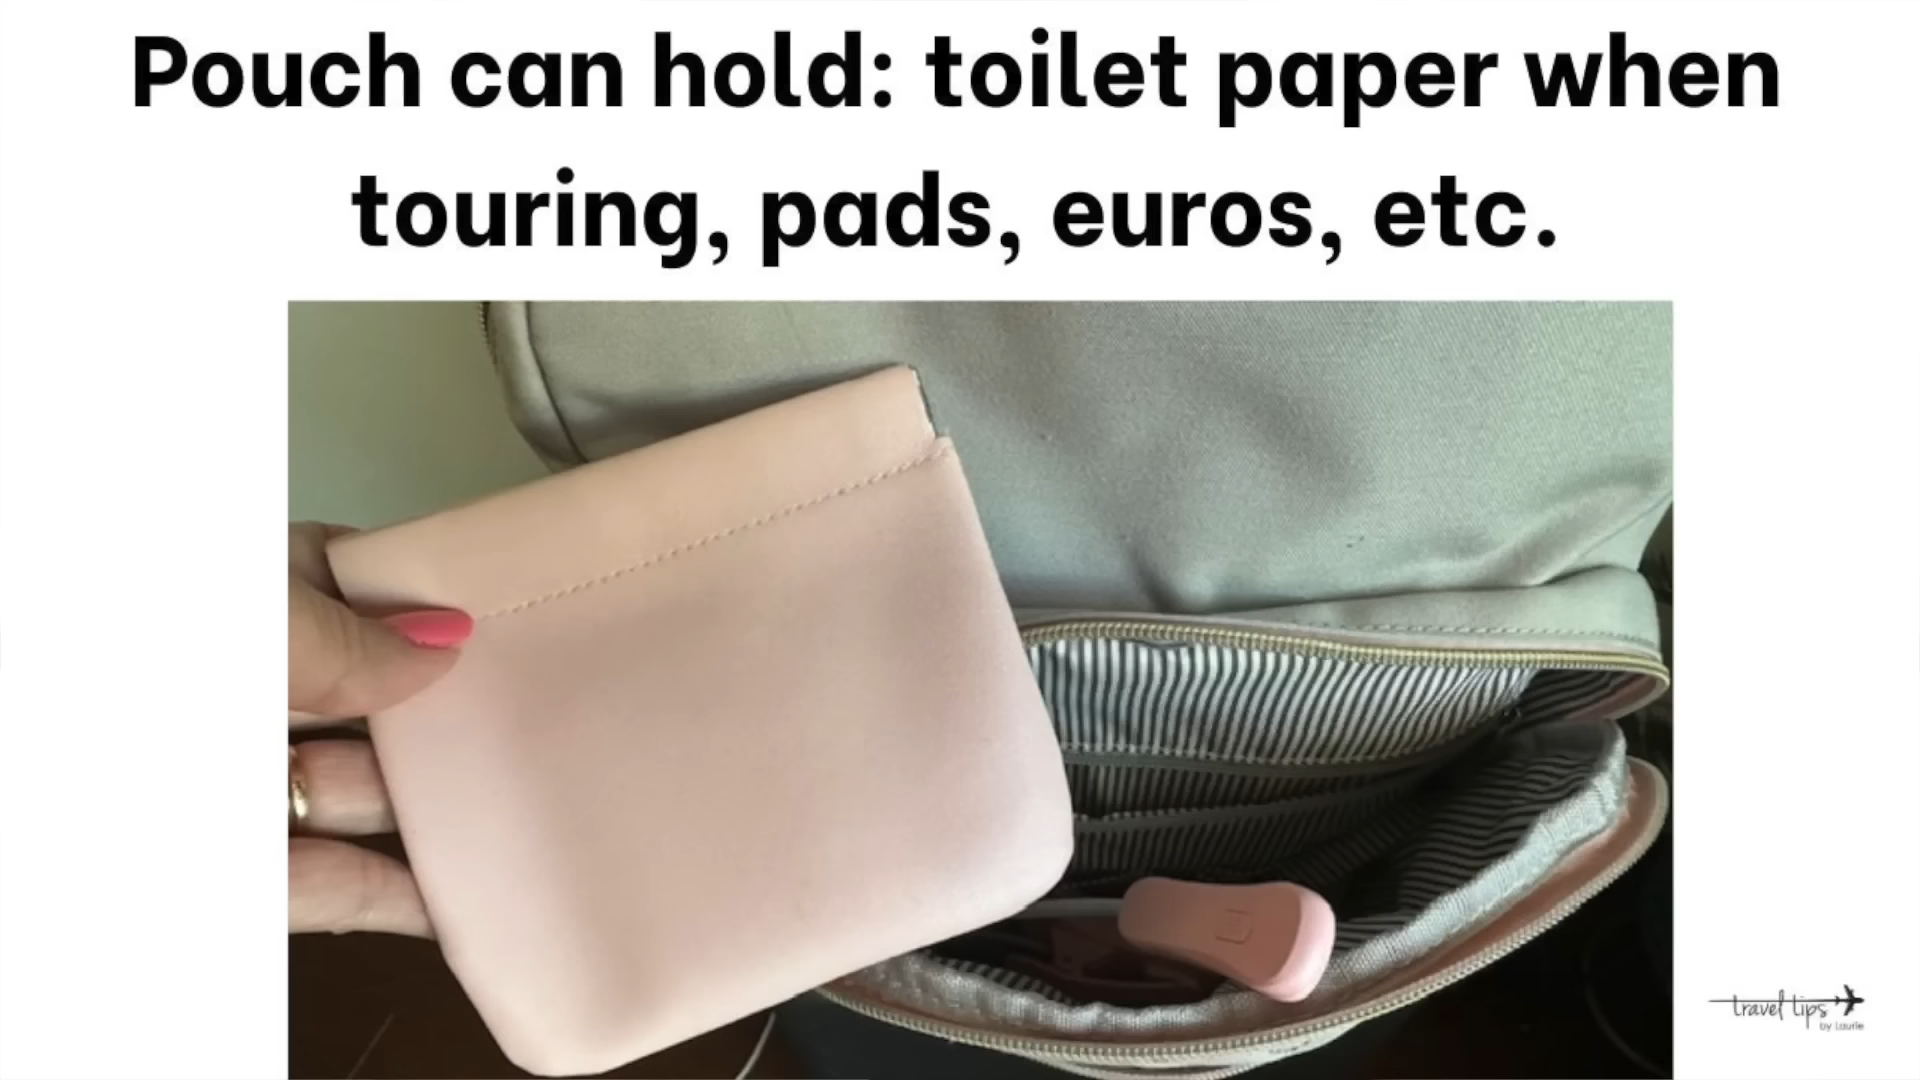 Pouch can hold: toilet paper when
touring, pads, euros, etc.
travel tips
by Laurie